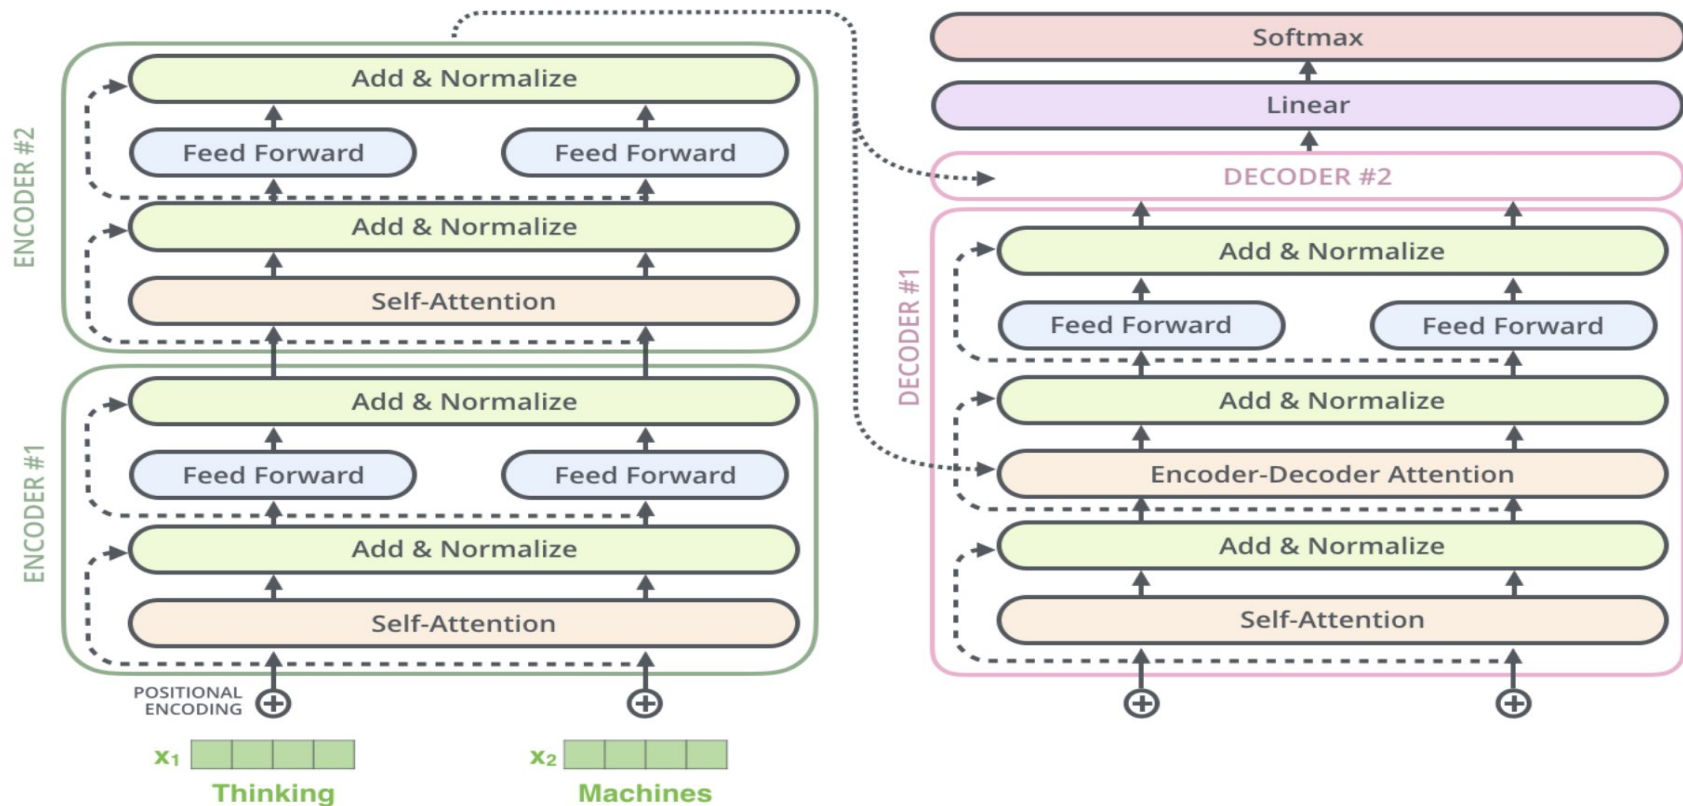 ENCODER #2
Add & Normalize
Feed Forward
Feed Forward
Add & Normalize
Self-Attention
ENCODER #1
Add & Normalize
Feed Forward
Feed Forward
Add & Normalize
Self-Attention
POSITIONAL
ENCODING
x₁
x₂
Thinking
Machines
Softmax
Linear
DECODER #2
DECODER #1
Add & Normalize
Feed Forward
Feed Forward
Add & Normalize
Encoder-Decoder Attention
Add & Normalize
Self-Attention